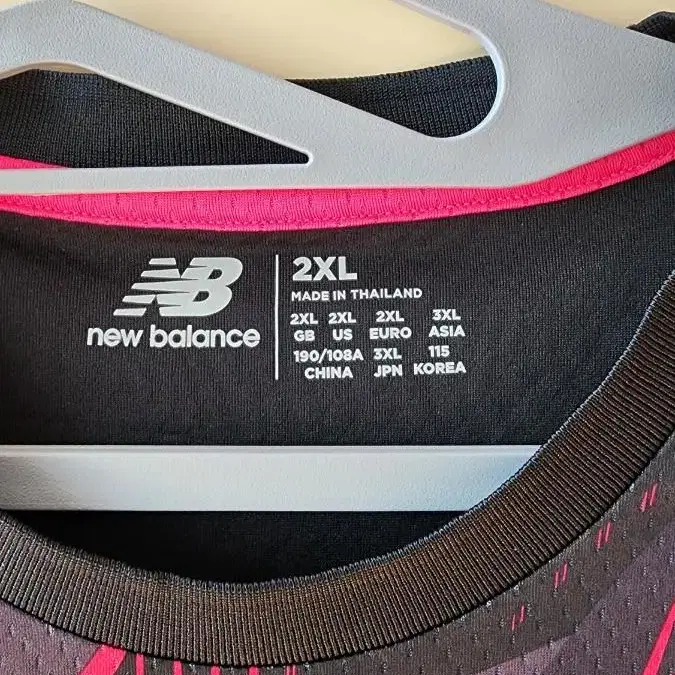 NB
new balance
2XL
MADE IN THAILAND
2XL 2XL 2XL 3XL
GB US EURO ASIA
190/108A 3XL 115
CHINA JPN KOREA